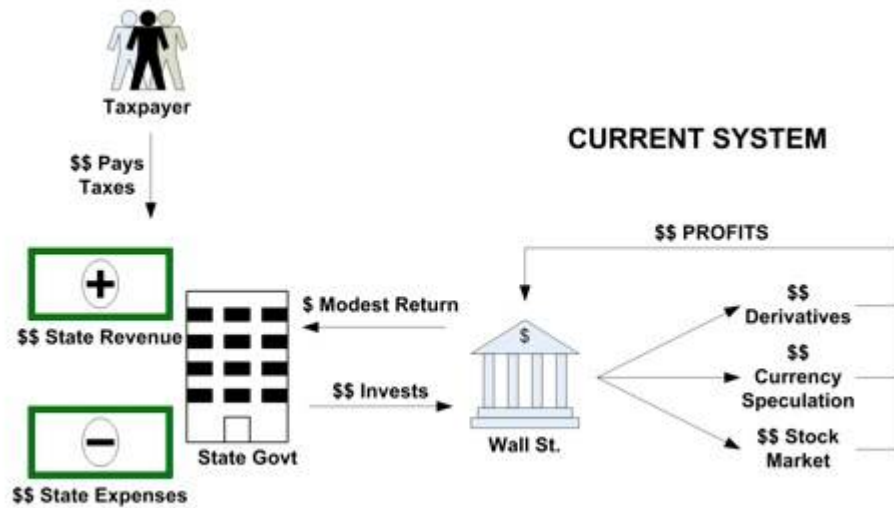 Taxpayer
CURRENT SYSTEM
$$ Pays
Taxes
$$ PROFITS
+
$$ State Revenue
$ Modest Return
$
$$
Derivatives
$$ Invests
$$
Currency
Speculation
−
State Govt
Wall St.
$$ Stock
Market
$$ State Expenses